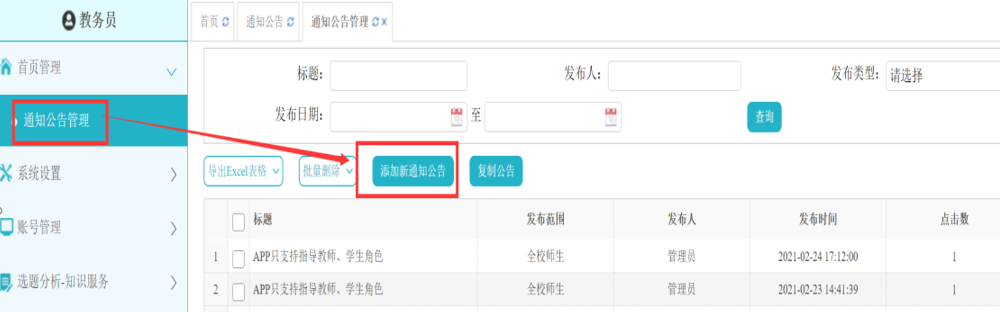 教务员
首页 通知公告 通知公告管理
首页管理
通知公告管理
系统设置
账号管理
选题分析-知识服务
标题: 发布人: 发布类型: 请选择
发布日期: 至 查询
导出Excel表格 批量删除 添加新通知公告 复制公告
标题 发布范围 发布人 发布时间 点击数
1 APP只支持指导教师、学生角色 全校师生 管理员 2021-02-24 17:12:00 1
2 APP只支持指导教师、学生角色 全校师生 管理员 2021-02-23 14:41:39 1